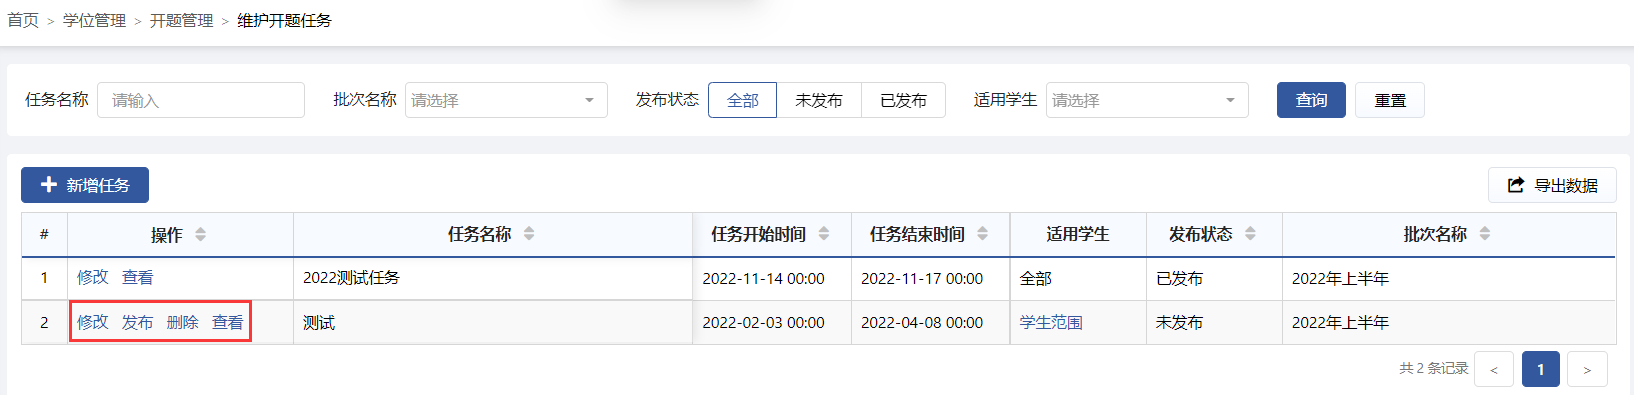 首页 > 学位管理 > 开题管理 > 维护开题任务
任务名称 请输入 批次名称 请选择 发布状态 全部 未发布 已发布 适用学生 请选择 查询 重置
新增任务 导出数据
# 操作 任务名称 任务开始时间 任务结束时间 适用学生 发布状态 批次名称
1 修改 查看 2022测试任务 2022-11-14 00:00 2022-11-17 00:00 全部 已发布 2022年上半年
2 修改 发布 删除 查看 测试 2022-02-03 00:00 2022-04-08 00:00 学生范围 未发布 2022年上半年
共 2 条记录 < 1 >